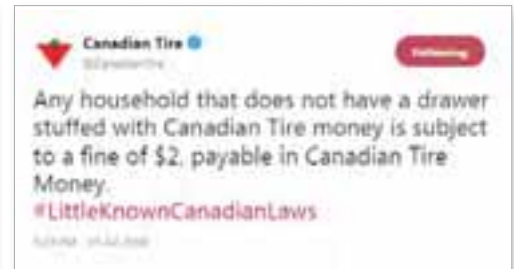 Canadian Tire
Following
Any household that does not have a drawer
stuffed with Canadian Tire money is subject
to a fine of $2, payable in Canadian Tire
Money.
#LittleKnownCanadianLaws